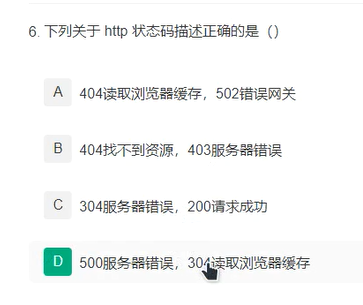 6. 下列关于 http 状态码描述正确的是（）
A 404读取浏览器缓存，502错误网关
B 404找不到资源，403服务器错误
C 304服务器错误，200请求成功
D 500服务器错误，304读取浏览器缓存